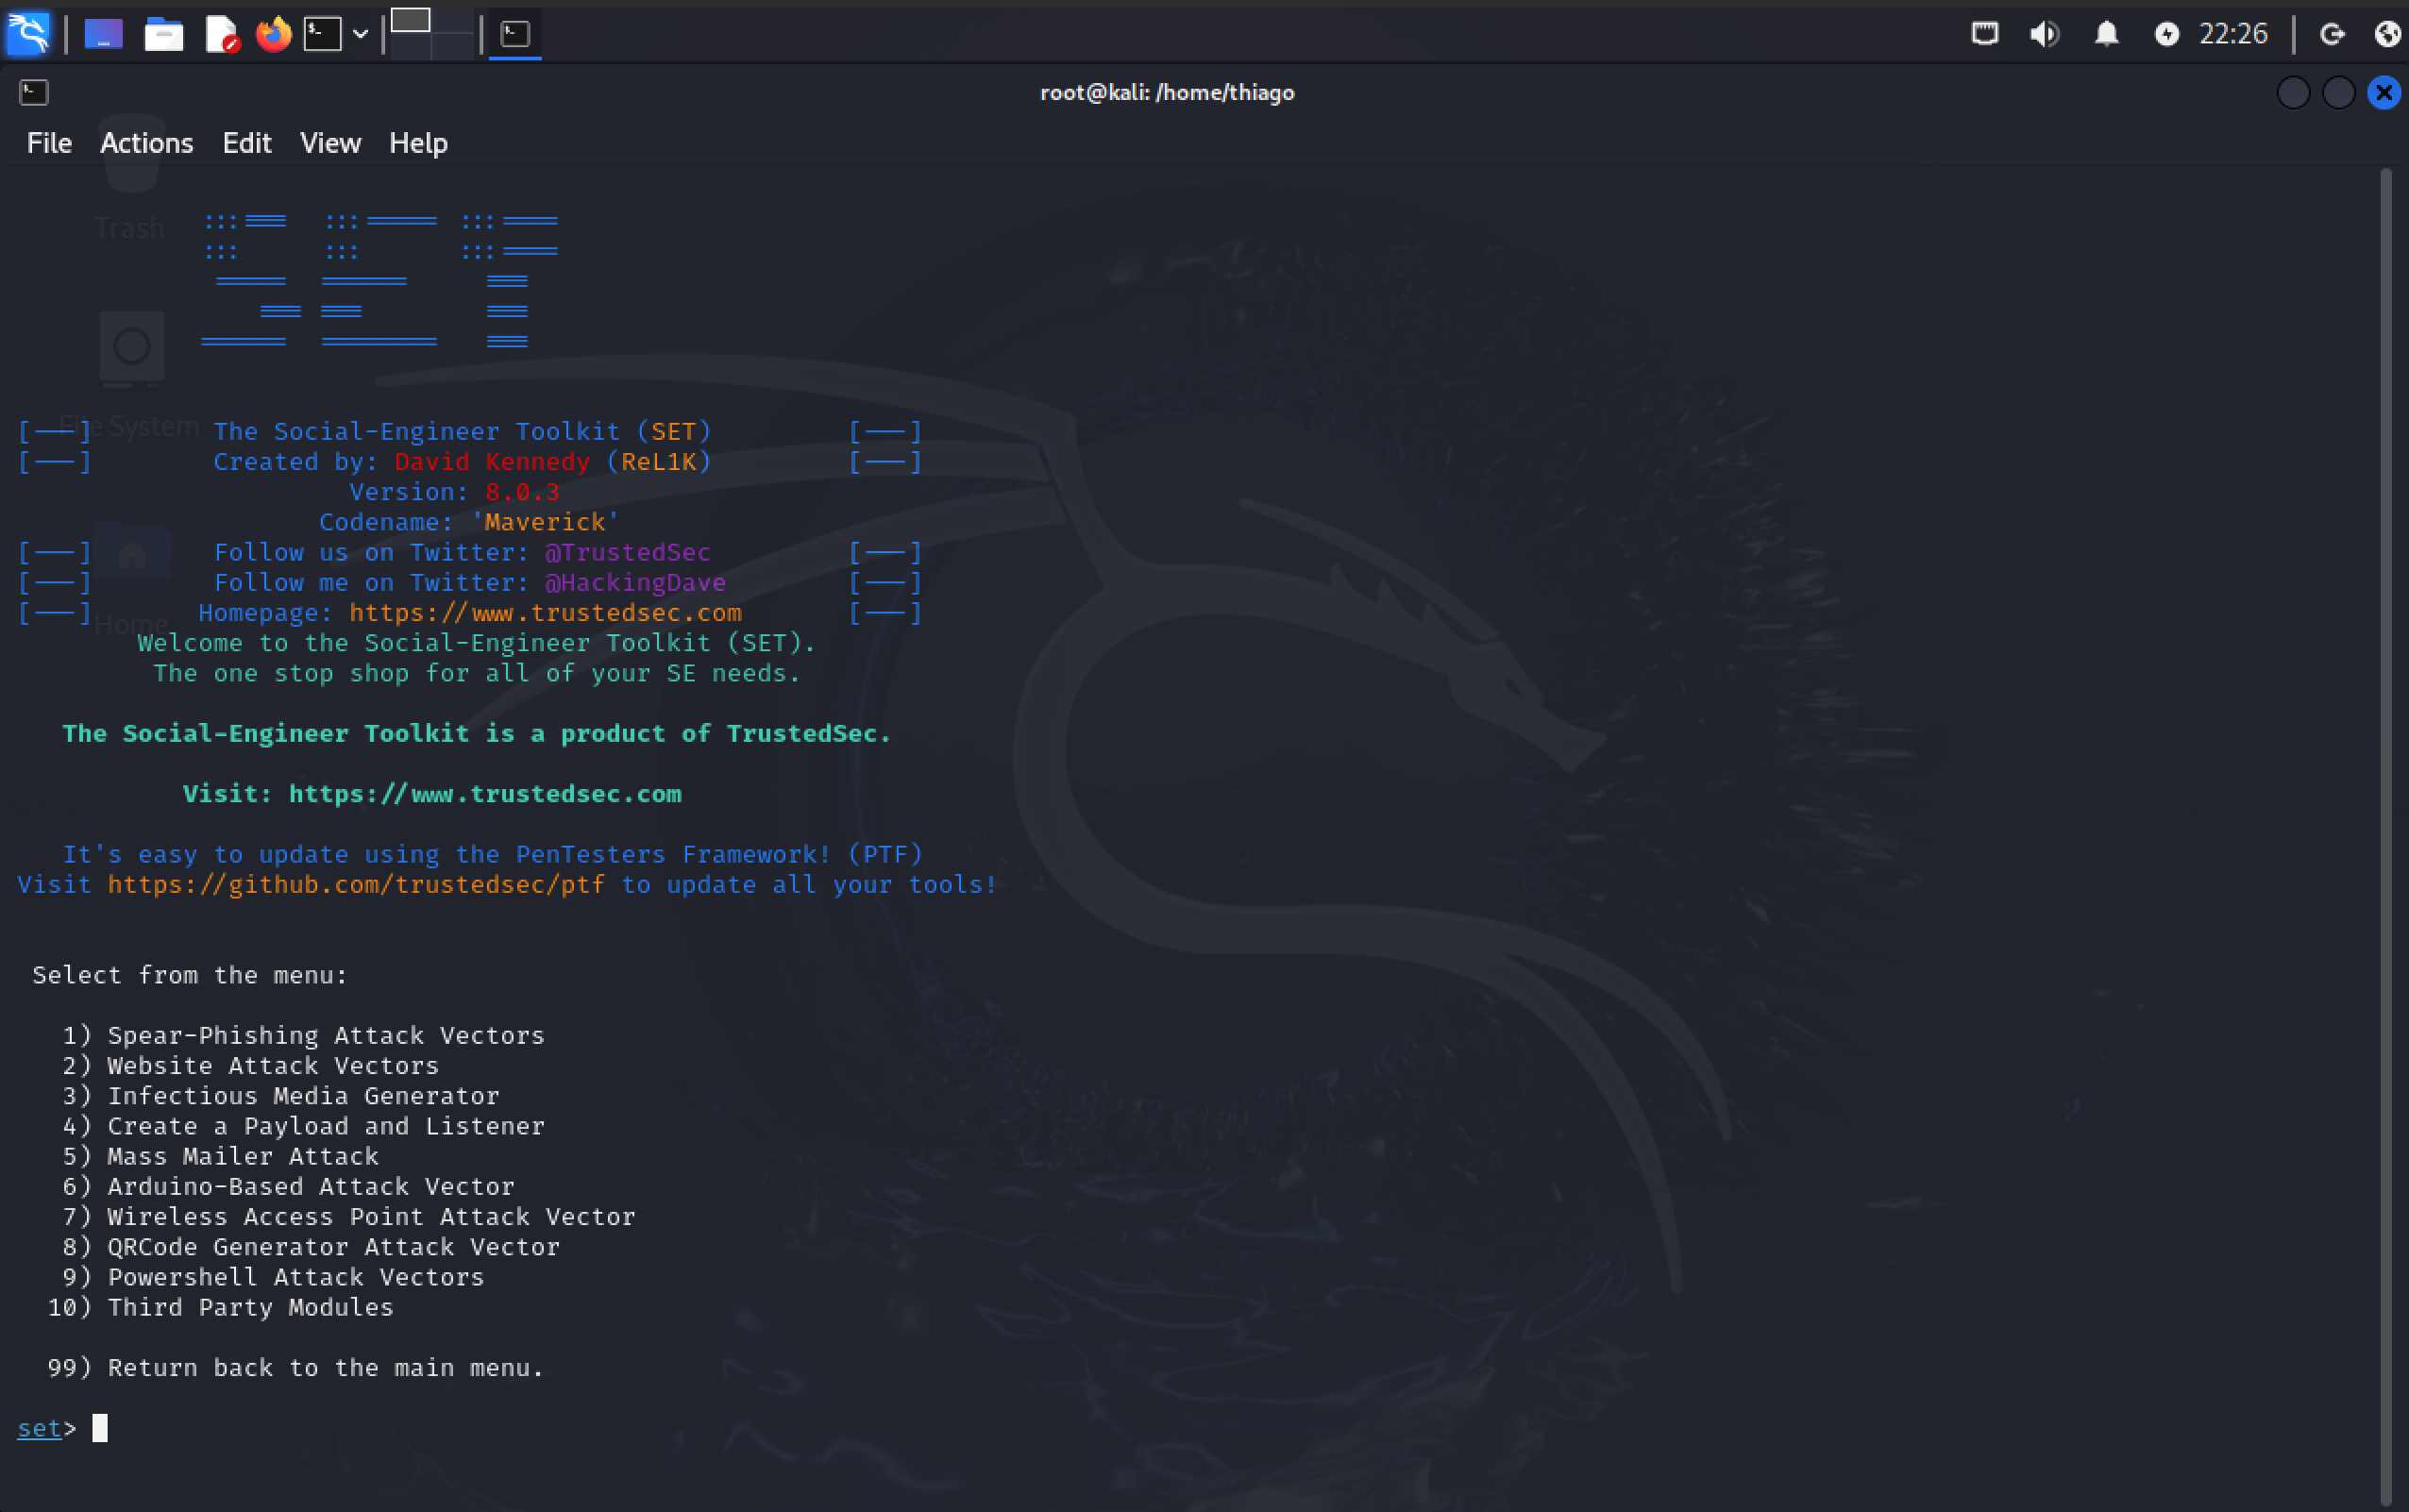 22:26
root@kali: /home/thiago
File Actions Edit View Help
Trash
File System
Home
[---] The Social-Engineer Toolkit (SET) [---]
[---] Created by: David Kennedy (ReL1K) [---]
Version: 8.0.3
Codename: 'Maverick'
[---] Follow us on Twitter: @TrustedSec [---]
[---] Follow me on Twitter: @HackingDave [---]
[---] Homepage: https://www.trustedsec.com [---]
Welcome to the Social-Engineer Toolkit (SET).
The one stop shop for all of your SE needs.
The Social-Engineer Toolkit is a product of TrustedSec.
Visit: https://www.trustedsec.com
It's easy to update using the PenTesters Framework! (PTF)
Visit https://github.com/trustedsec/ptf to update all your tools!
Select from the menu:
1) Spear-Phishing Attack Vectors
2) Website Attack Vectors
3) Infectious Media Generator
4) Create a Payload and Listener
5) Mass Mailer Attack
6) Arduino-Based Attack Vector
7) Wireless Access Point Attack Vector
8) QRCode Generator Attack Vector
9) Powershell Attack Vectors
10) Third Party Modules
99) Return back to the main menu.
set>